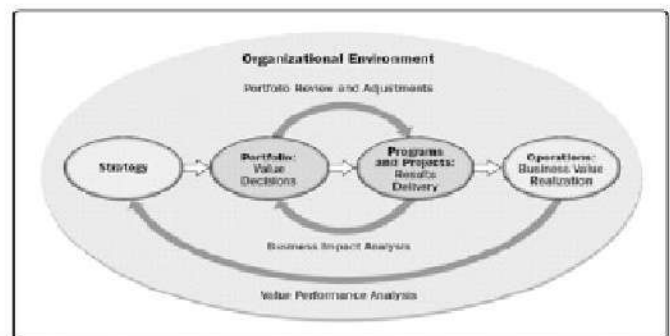 Organizational Environment
Portfolio Review and Adjustments
Strategy
Portfolio:
Value
Decisions
Programs
and Projects:
Results
Delivery
Operations:
Business Value
Realization
Business Impact Analysis
Value Performance Analysis